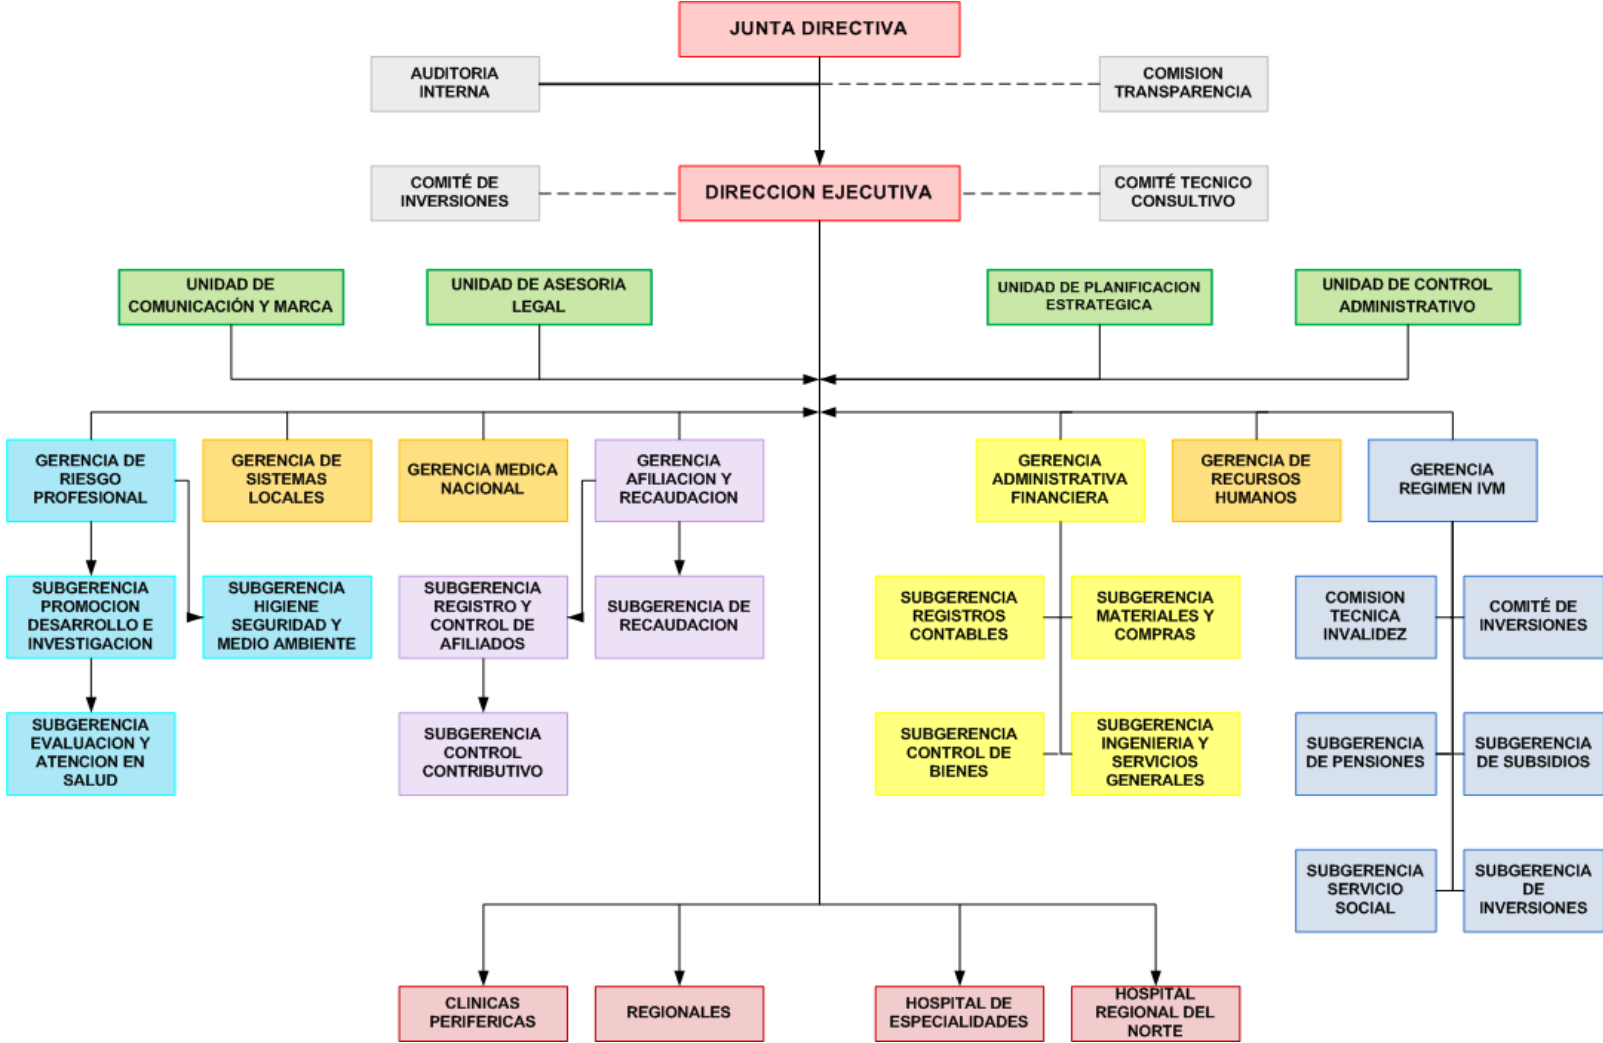 JUNTA DIRECTIVA
AUDITORIA
INTERNA
COMISION
TRANSPARENCIA
COMITÉ DE
INVERSIONES
DIRECCION EJECUTIVA
COMITÉ TECNICO
CONSULTIVO
UNIDAD DE
COMUNICACIÓN Y MARCA
UNIDAD DE ASESORIA
LEGAL
UNIDAD DE PLANIFICACION
ESTRATEGICA
UNIDAD DE CONTROL
ADMINISTRATIVO
GERENCIA DE
RIESGO
PROFESIONAL
GERENCIA DE
SISTEMAS
LOCALES
GERENCIA MEDICA
NACIONAL
GERENCIA
AFILIACION Y
RECAUDACION
GERENCIA
ADMINISTRATIVA
FINANCIERA
GERENCIA DE
RECURSOS
HUMANOS
GERENCIA
REGIMEN IVM
SUBGERENCIA
PROMOCION
DESARROLLO E
INVESTIGACION
SUBGERENCIA
HIGIENE
SEGURIDAD Y
MEDIO AMBIENTE
SUBGERENCIA
REGISTRO Y
CONTROL DE
AFILIADOS
SUBGERENCIA DE
RECAUDACION
SUBGERENCIA
REGISTROS
CONTABLES
SUBGERENCIA
MATERIALES Y
COMPRAS
COMISION
TECNICA
INVALIDEZ
COMITÉ DE
INVERSIONES
SUBGERENCIA
EVALUACION Y
ATENCION EN
SALUD
SUBGERENCIA
CONTROL
CONTRIBUTIVO
SUBGERENCIA
CONTROL DE
BIENES
SUBGERENCIA
INGENIERIA Y
SERVICIOS
GENERALES
SUBGERENCIA
DE PENSIONES
SUBGERENCIA
DE SUBSIDIOS
SUBGERENCIA
SERVICIO
SOCIAL
SUBGERENCIA
DE
INVERSIONES
CLINICAS
PERIFERICAS
REGIONALES
HOSPITAL DE
ESPECIALIDADES
HOSPITAL
REGIONAL DEL
NORTE